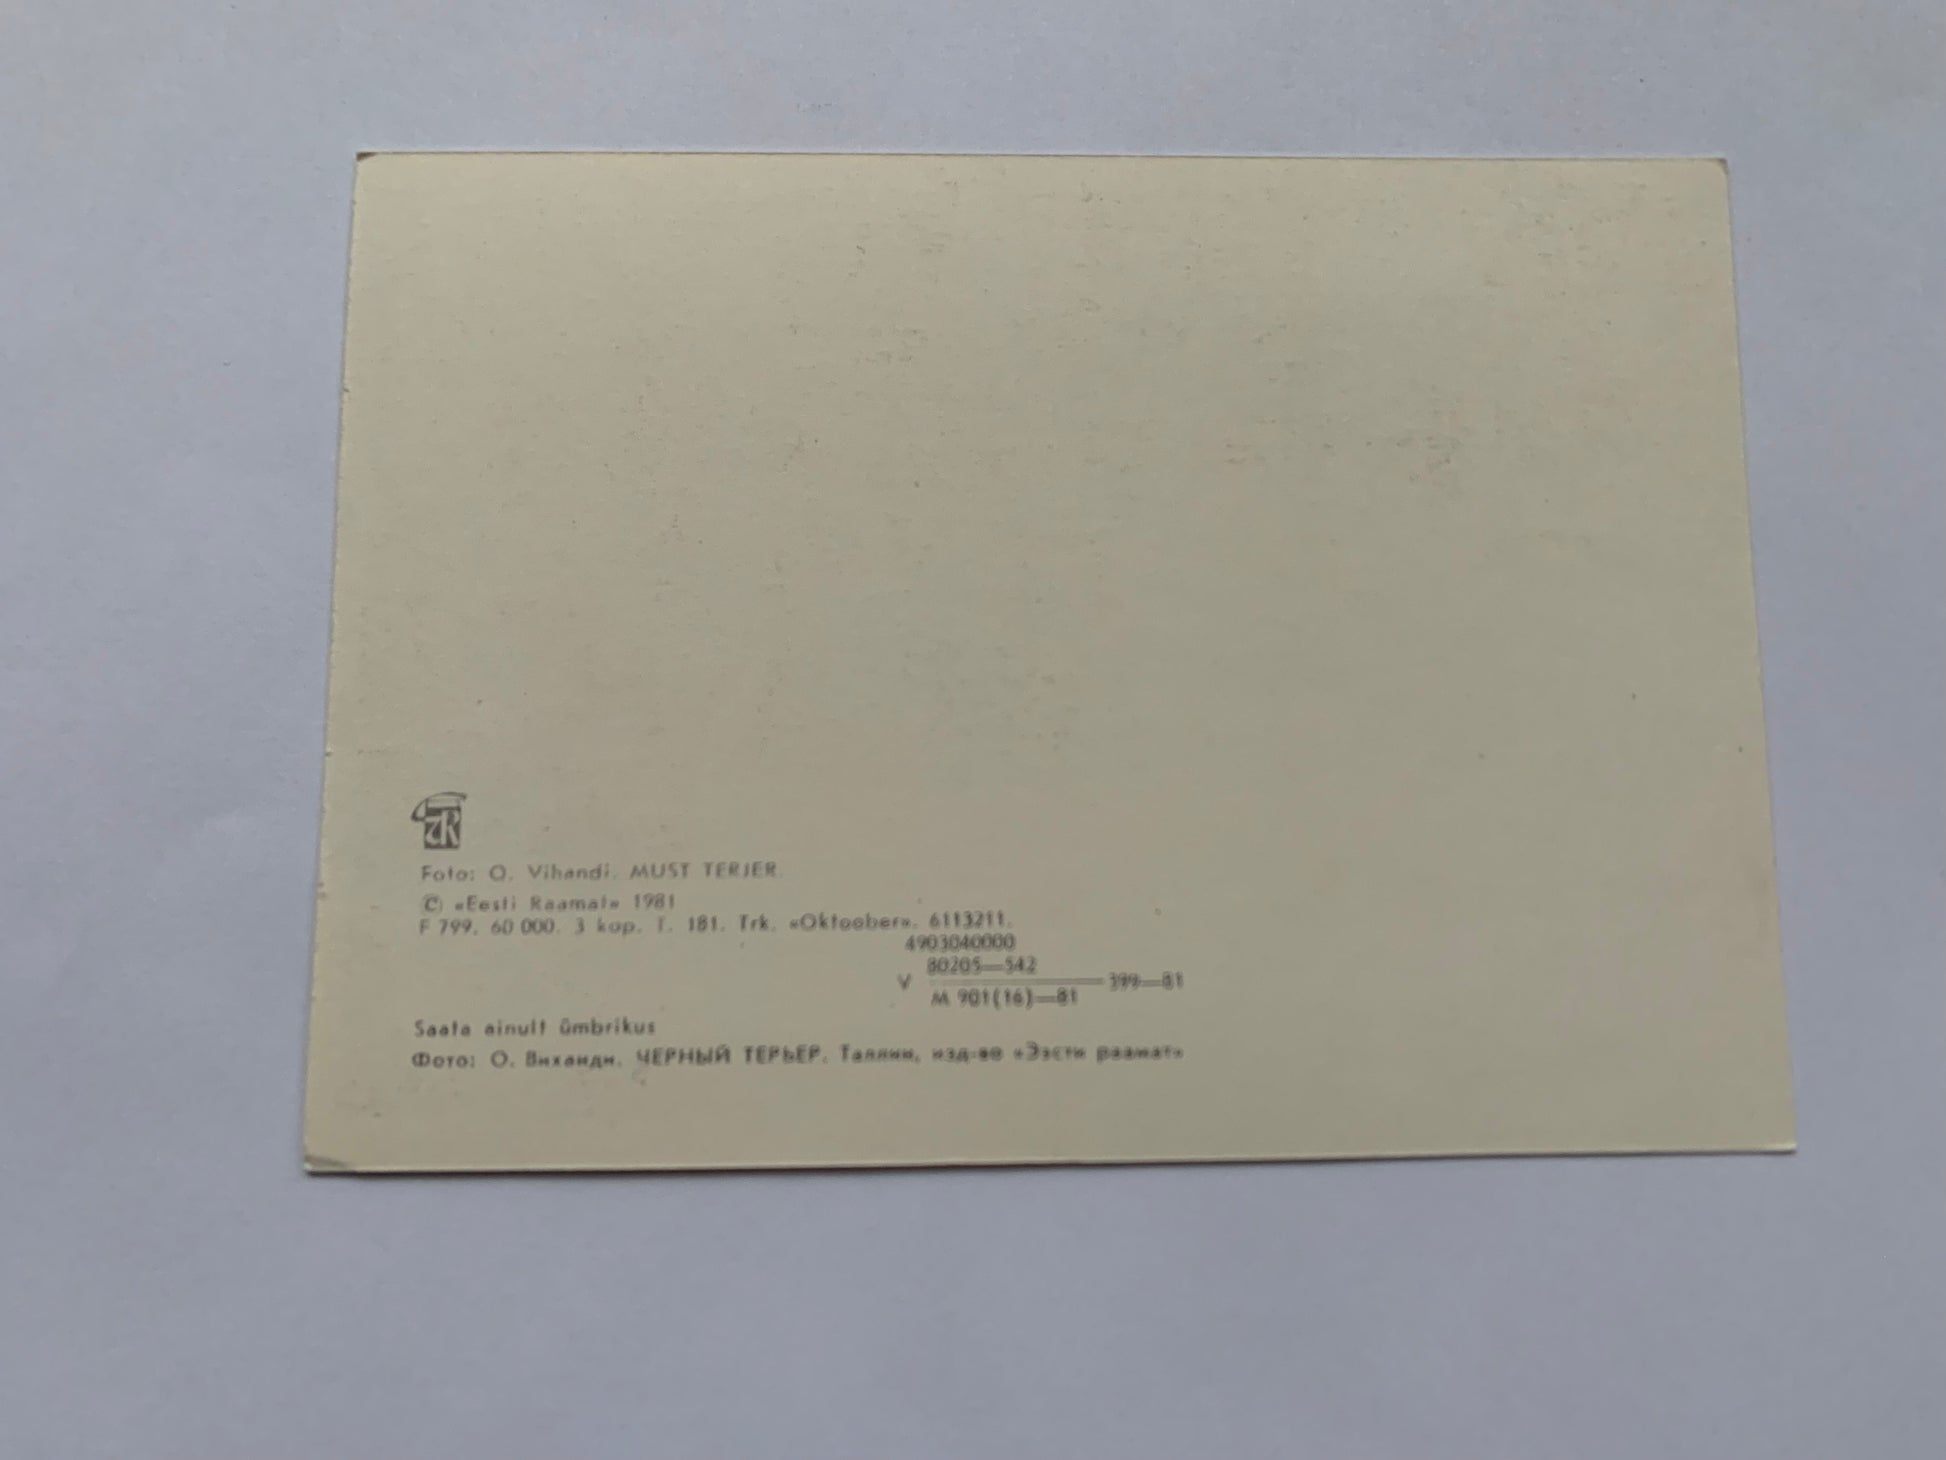 ER
Foto: O. Vihandi. MUST TERJER.
© «Eesti Raamat» 1981
F 799. 60 000. 3 kop. T. 181. Trk. «Oktoober». 6113211.
4903040000
80205—542
V ———— 399—81
M 901(16)—81
Saata ainult ümbrikus
Фото: О. Виханди. ЧЕРНЫЙ ТЕРЬЕР. Таллин, изд-во «Ээсти раамат»